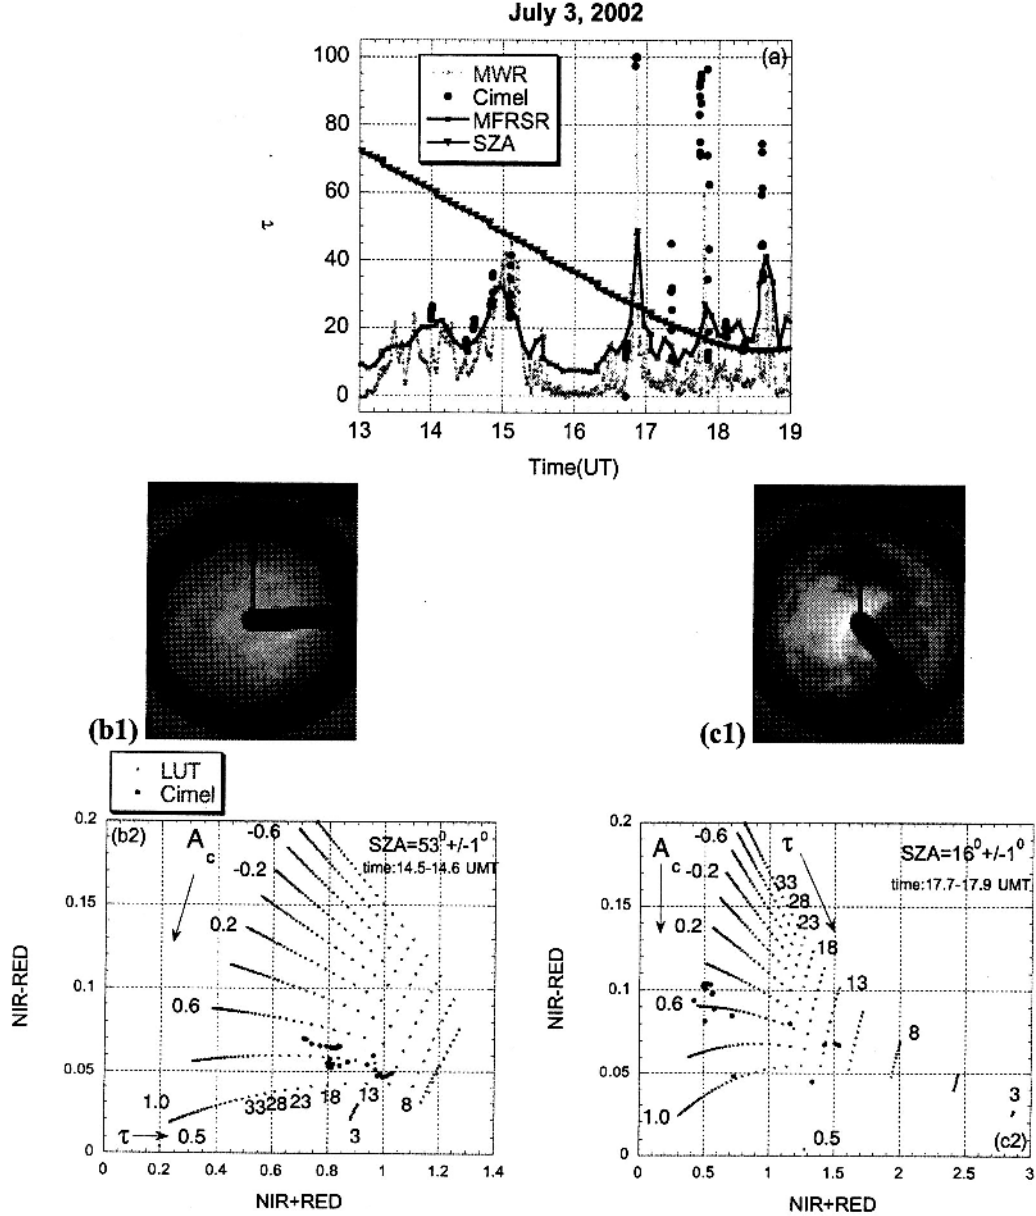 July 3, 2002
(a)
MWR
Cimel
MFRSR
SZA
100
80
60
40
20
0
τ
13 14 15 16 17 18 19
Time(UT)
(b1)
(c1)
LUT
Cimel
(b2)
A c
-0.6
-0.2
0.2
0.6
1.0
SZA=53⁰+/-1⁰
time:14.5-14.6 UMT
0.2
0.15
0.1
0.05
0
NIR-RED
33 28 23 18 13 8
τ → 0.5 3
0 0.2 0.4 0.6 0.8 1 1.2 1.4
NIR+RED
A c
-0.6
-0.2
0.2
0.6
1.0
τ
SZA=16⁰+/-1⁰
time:17.7-17.9 UMT
33
28
23
18
13
8
3
0.5
(c2)
0.2
0.15
0.1
0.05
0.00
NIR-RED
0 0.5 1 1.5 2 2.5 3
NIR+RED